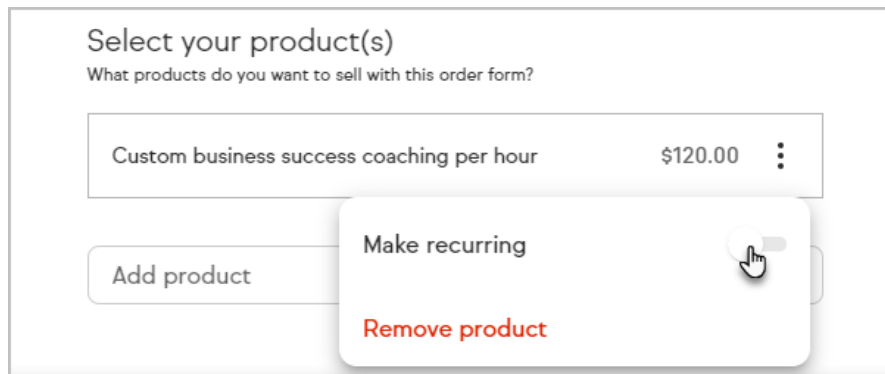 Select your product(s)
What products do you want to sell with this order form?
Custom business success coaching per hour $120.00
Make recurring
Add product
Remove product